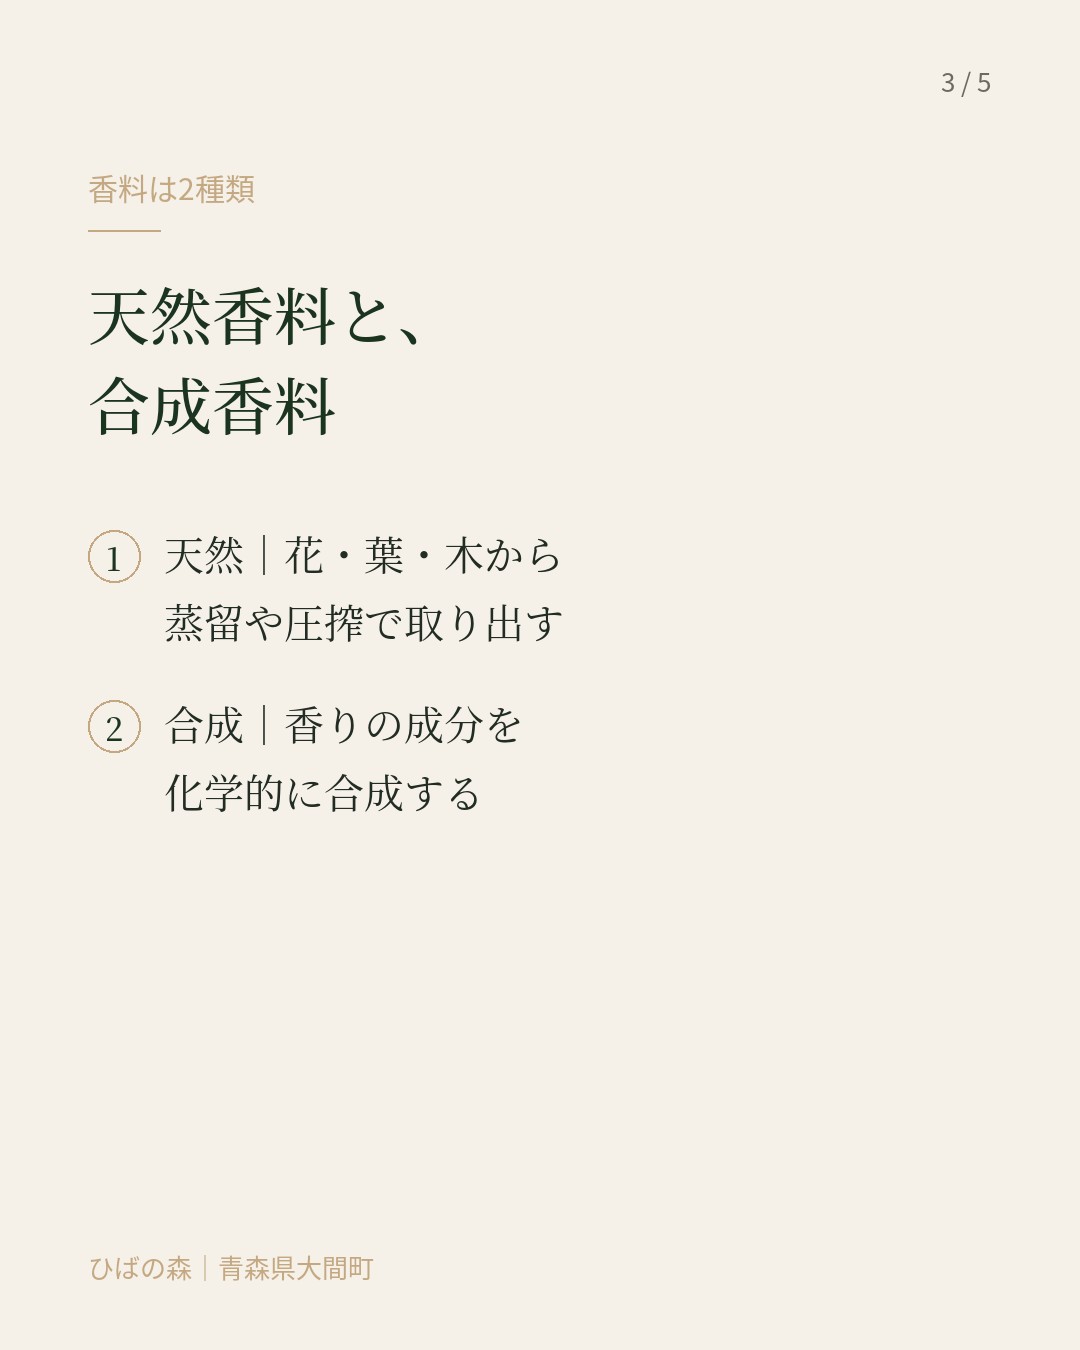 3 / 5
香料は2種類
天然香料と、
合成香料
1 天然｜花・葉・木から
蒸留や圧搾で取り出す
2 合成｜香りの成分を
化学的に合成する
ひばの森｜青森県大間町